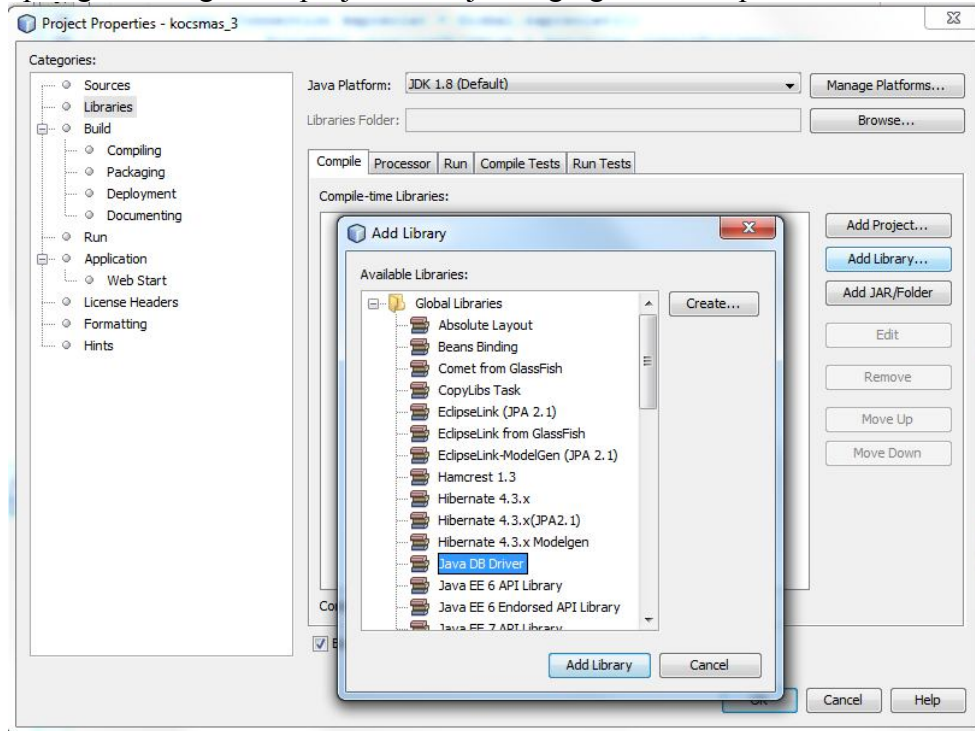 Project Properties - kocsmas_3
Categories:
Sources
Libraries
Build
Compiling
Packaging
Deployment
Documenting
Run
Application
Web Start
License Headers
Formatting
Hints
Java Platform: JDK 1.8 (Default) Manage Platforms...
Libraries Folder: Browse...
Compile Processor Run Compile Tests Run Tests
Compile-time Libraries:
Add Project...
Add Library...
Add JAR/Folder
Edit
Remove
Move Up
Move Down
Add Library
Available Libraries:
Global Libraries
Create...
Absolute Layout
Beans Binding
Comet from GlassFish
CopyLibs Task
EclipseLink (JPA 2.1)
EclipseLink from GlassFish
EclipseLink-ModelGen (JPA 2.1)
Hamcrest 1.3
Hibernate 4.3.x
Hibernate 4.3.x(JPA2.1)
Hibernate 4.3.x Modelgen
Java DB Driver
Java EE 6 API Library
Java EE 6 Endorsed API Library
Java EE 7 API Library
Add Library Cancel
Cancel Help